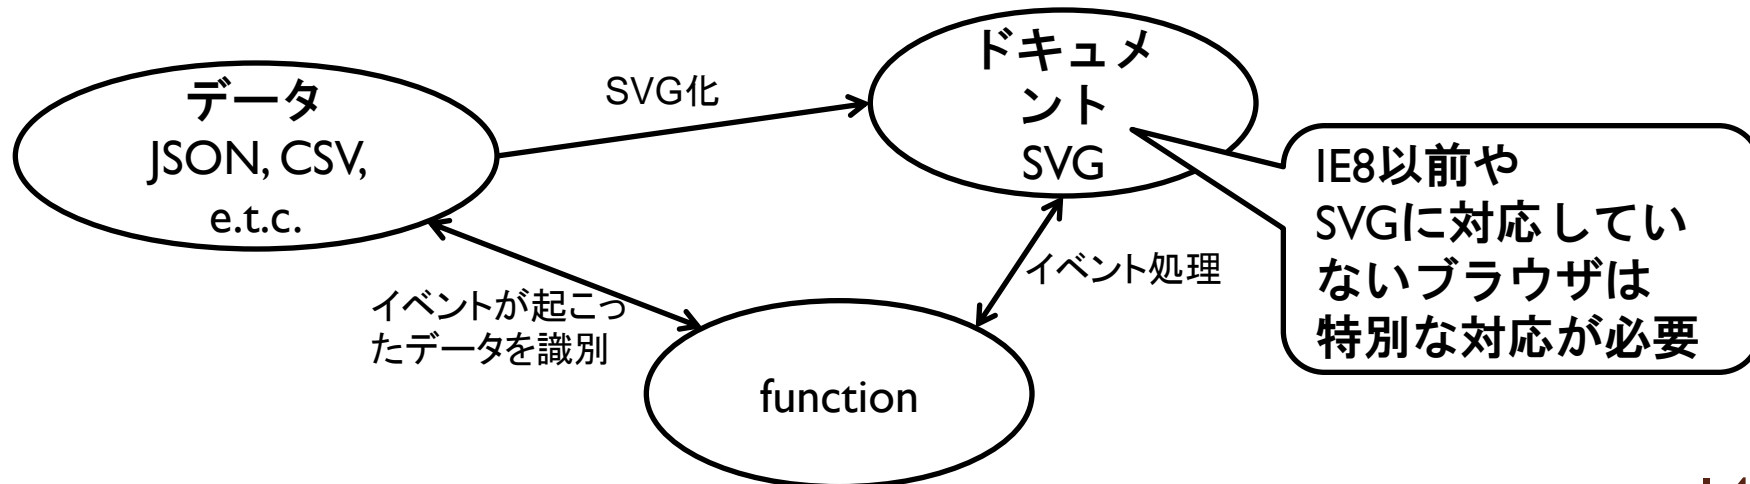 データ
JSON, CSV,
e.t.c.
SVG化
ドキュメ
ント
SVG
IE8以前や
SVGに対応してい
ないブラウザは
特別な対応が必要
イベント処理
イベントが起こっ
たデータを識別
function